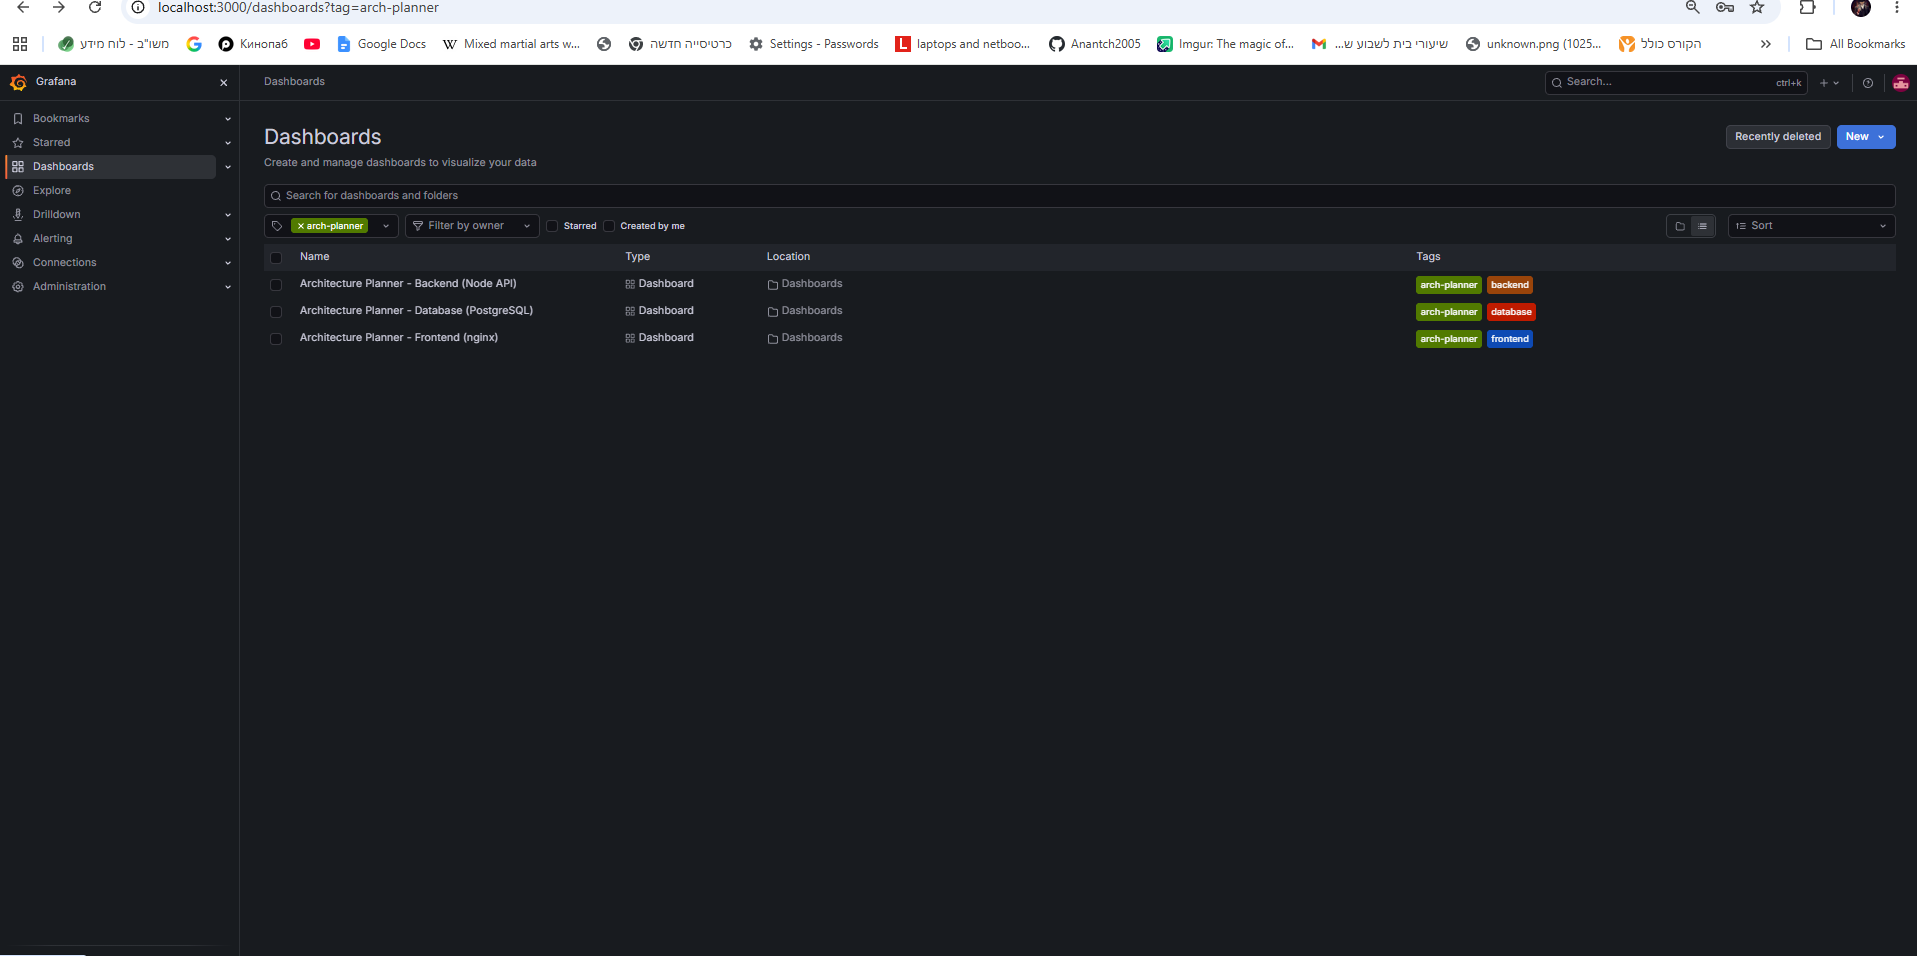 localhost:3000/dashboards?tag=arch-planner
משו"ב - לוח מידע
Кинопаб
Google Docs
Mixed martial arts w...
כרטיסייה חדשה
Settings - Passwords
laptops and netboo...
Anantch2005
Imgur: The magic of...
שיעורי בית לשבוע ש...
unknown.png (1025...
הקורס כולל
All Bookmarks
Grafana
Dashboards
Search...
ctrl+k
Bookmarks
Starred
Dashboards
Explore
Drilldown
Alerting
Connections
Administration
Dashboards
Create and manage dashboards to visualize your data
Recently deleted
New
Search for dashboards and folders
arch-planner
Filter by owner
Starred
Created by me
Sort
Name Type Location Tags
Architecture Planner - Backend (Node API) Dashboard Dashboards arch-planner backend
Architecture Planner - Database (PostgreSQL) Dashboard Dashboards arch-planner database
Architecture Planner - Frontend (nginx) Dashboard Dashboards arch-planner frontend